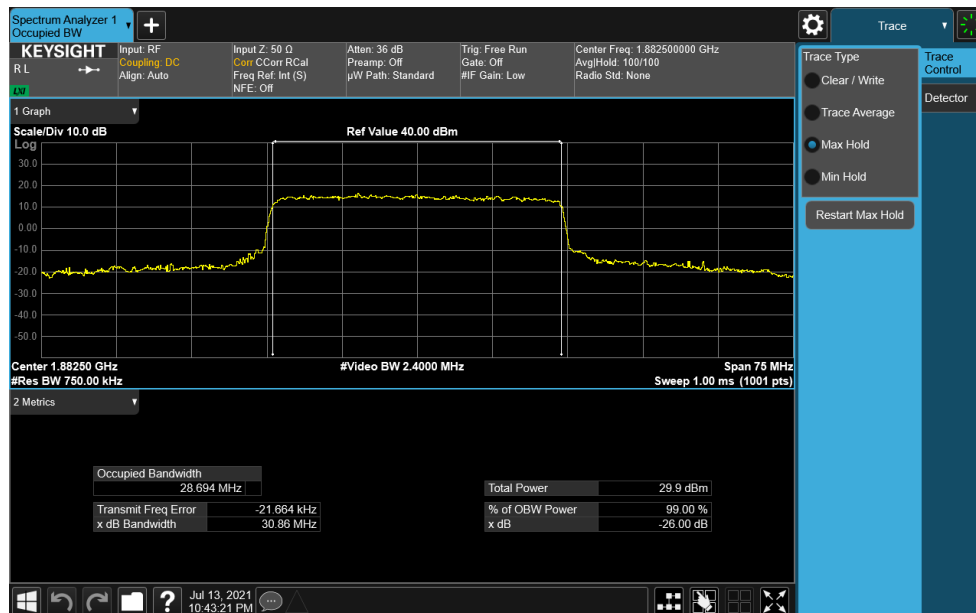 Spectrum Analyzer 1
Occupied BW
Trace
KEYSIGHT
R L
LXI
Input: RF
Coupling: DC
Align: Auto
Input Z: 50 Ω
Corr CCorr RCal
Freq Ref: Int (S)
NFE: Off
Atten: 36 dB
Preamp: Off
µW Path: Standard
Trig: Free Run
Gate: Off
#IF Gain: Low
Center Freq: 1.882500000 GHz
Avg|Hold: 100/100
Radio Std: None
Trace Type
Clear / Write
Trace Average
Max Hold
Min Hold
Restart Max Hold
Trace
Control
Detector
1 Graph
Scale/Div 10.0 dB
Ref Value 40.00 dBm
Log
30.0
20.0
10.0
0.00
-10.0
-20.0
-30.0
-40.0
-50.0
Center 1.88250 GHz
#Video BW 2.4000 MHz
Span 75 MHz
#Res BW 750.00 kHz
Sweep 1.00 ms (1001 pts)
2 Metrics
Occupied Bandwidth
28.694 MHz
Transmit Freq Error -21.664 kHz
x dB Bandwidth 30.86 MHz
Total Power 29.9 dBm
% of OBW Power 99.00 %
x dB -26.00 dB
?
Jul 13, 2021
10:43:21 PM